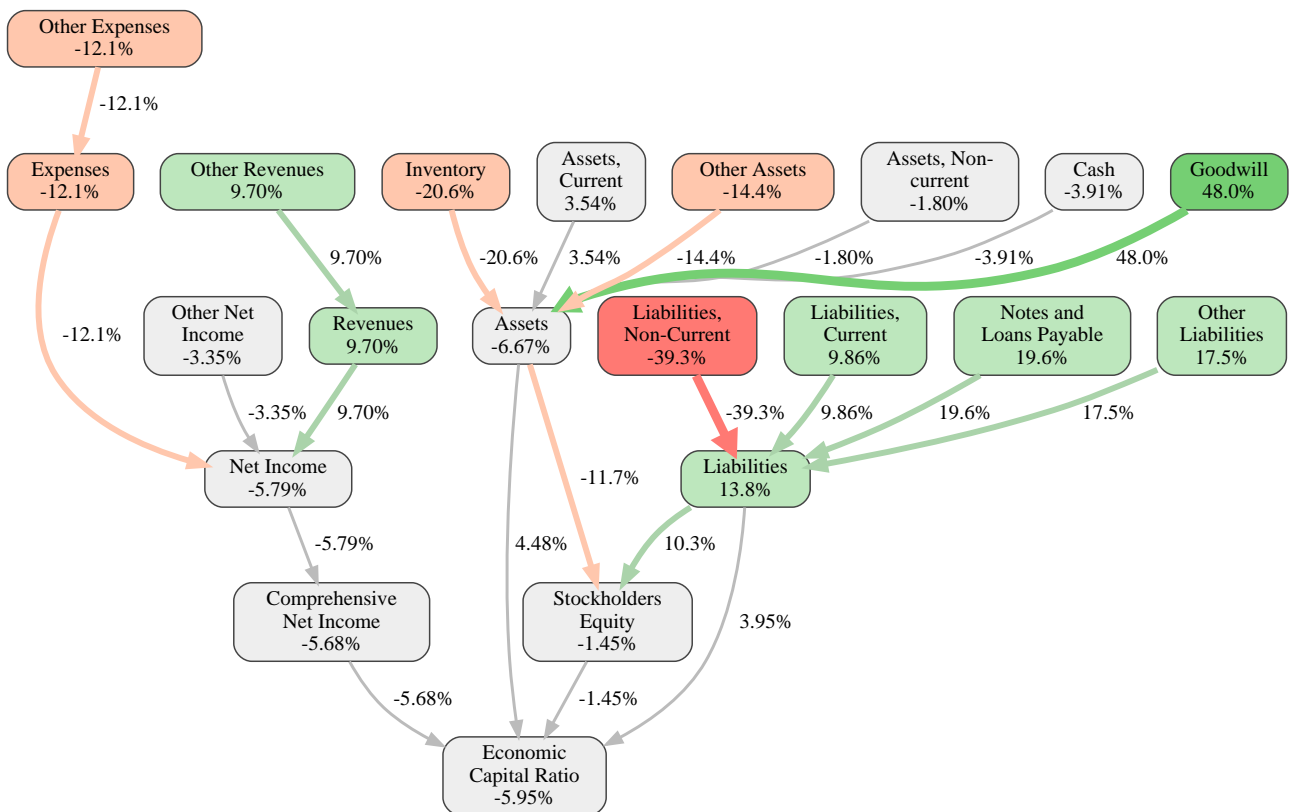 Other Expenses
-12.1%
-12.1%
Expenses
-12.1%
Other Revenues
9.70%
Inventory
-20.6%
Assets,
Current
3.54%
Other Assets
-14.4%
Assets, Non-
current
-1.80%
Cash
-3.91%
Goodwill
48.0%
9.70%
-20.6%
3.54%
-14.4%
-1.80%
-3.91%
48.0%
-12.1%
Other Net
Income
-3.35%
Revenues
9.70%
Assets
-6.67%
Liabilities,
Non-Current
-39.3%
Liabilities,
Current
9.86%
Notes and
Loans Payable
19.6%
Other
Liabilities
17.5%
-3.35%
9.70%
-39.3%
9.86%
19.6%
17.5%
Net Income
-5.79%
-11.7%
Liabilities
13.8%
-5.79%
4.48%
10.3%
Comprehensive
Net Income
-5.68%
Stockholders
Equity
-1.45%
3.95%
-5.68%
-1.45%
Economic
Capital Ratio
-5.95%